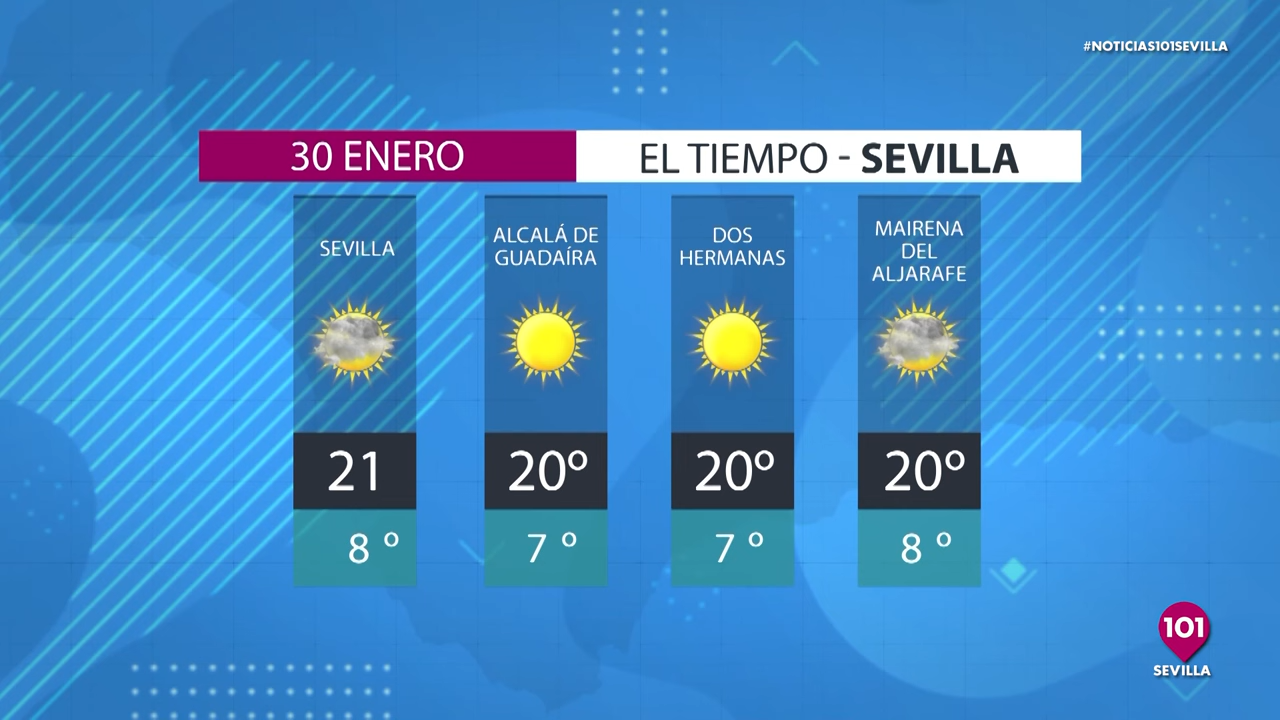 #NOTICIAS101SEVILLA
30 ENERO
EL TIEMPO - SEVILLA
SEVILLA
21
8 º
ALCALÁ DE
GUADAÍRA
20º
7 º
DOS
HERMANAS
20º
7 º
MAIRENA
DEL
ALJARAFE
20º
8 º
101
SEVILLA